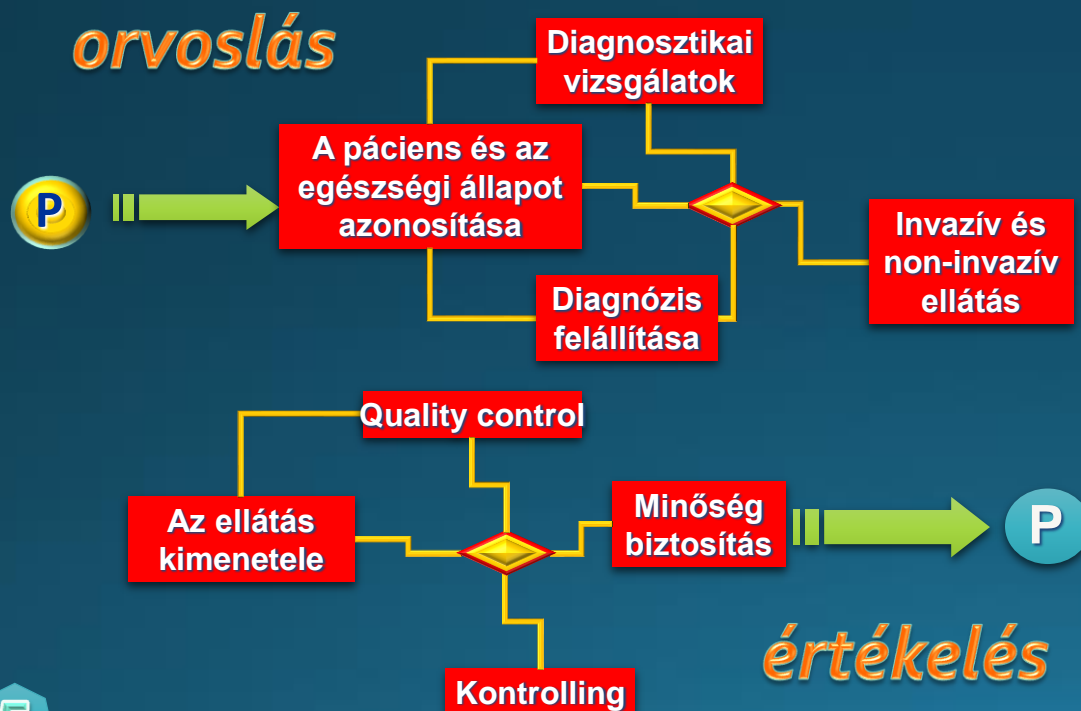 orvoslás
Diagnosztikai
vizsgálatok
A páciens és az
egészségi állapot
azonosítása
P
Invazív és
non-invazív
ellátás
Diagnózis
felállítása
Quality control
Az ellátás
kimenetele
Minőség
biztosítás
P
értékelés
Kontrolling